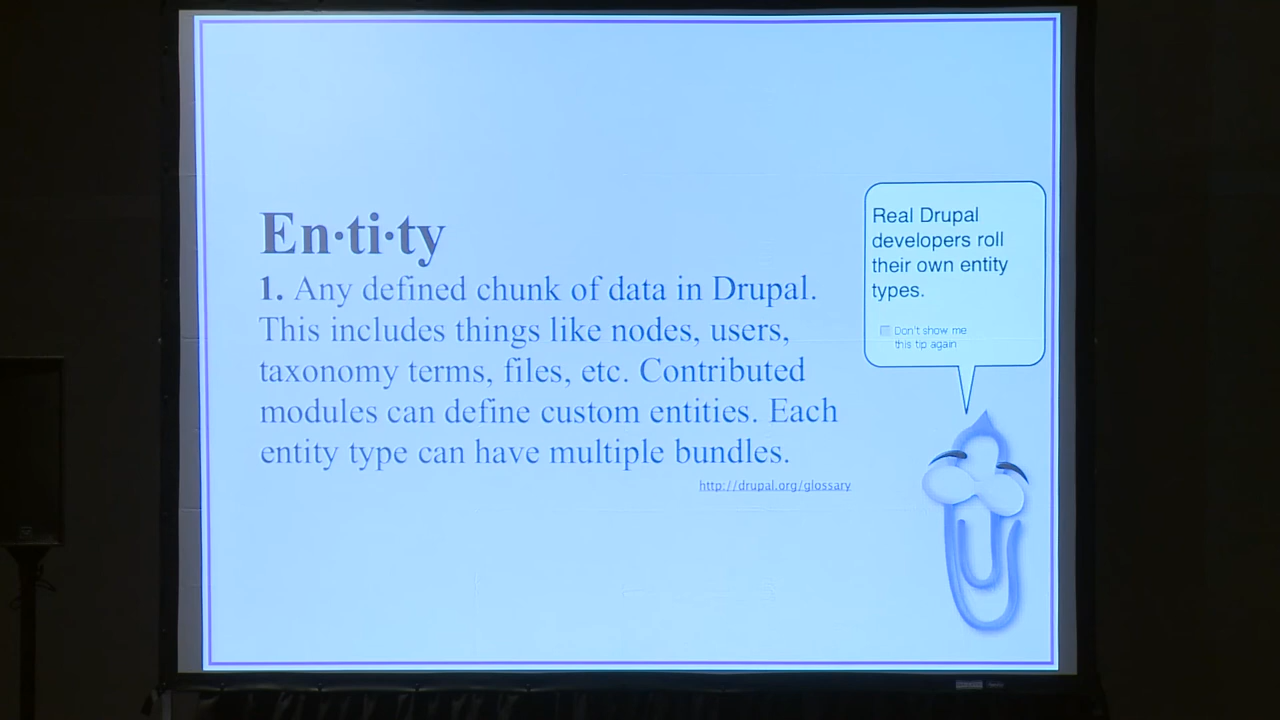 En·ti·ty
1. Any defined chunk of data in Drupal.
This includes things like nodes, users,
taxonomy terms, files, etc. Contributed
modules can define custom entities. Each
entity type can have multiple bundles.
http://drupal.org/glossary
Real Drupal
developers roll
their own entity
types.
Don't show me
this tip again